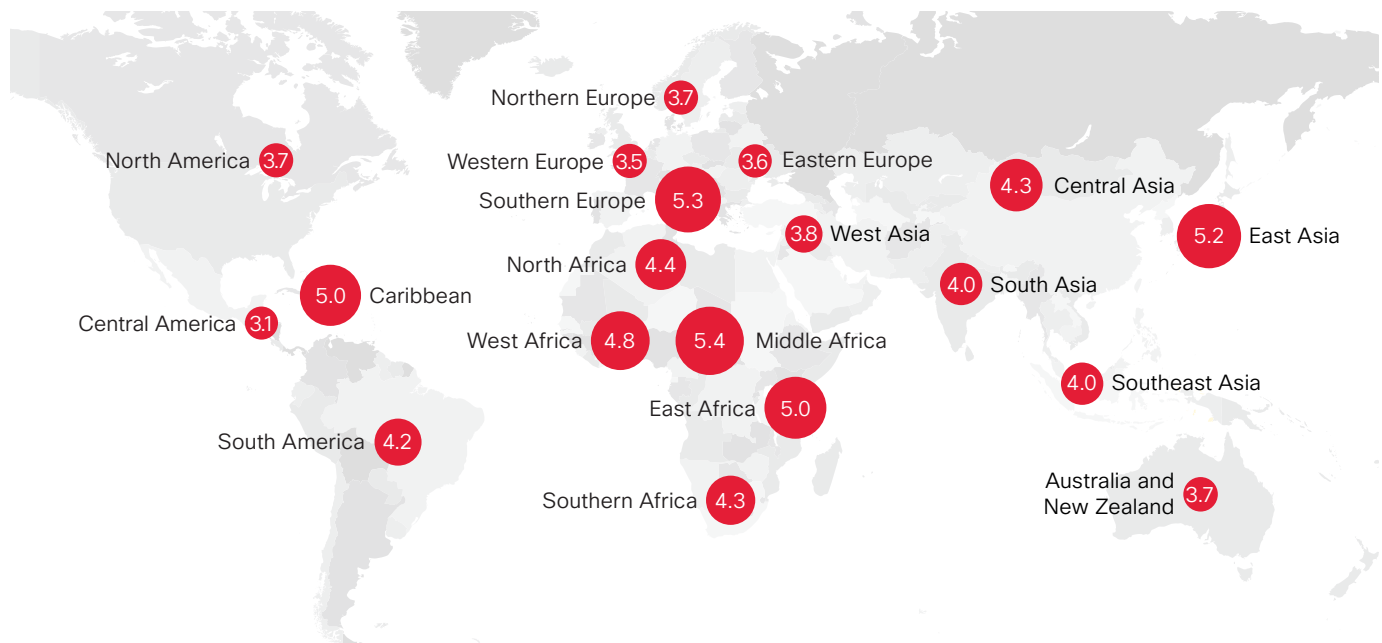 Northern Europe 3.7
North America 3.7
Western Europe 3.5
3.6 Eastern Europe
Southern Europe 5.3
4.3 Central Asia
3.8 West Asia
5.2 East Asia
North Africa 4.4
4.0 South Asia
5.0 Caribbean
Central America 3.1
West Africa 4.8
5.4 Middle Africa
4.0 Southeast Asia
East Africa 5.0
South America 4.2
Southern Africa 4.3
Australia and
New Zealand 3.7